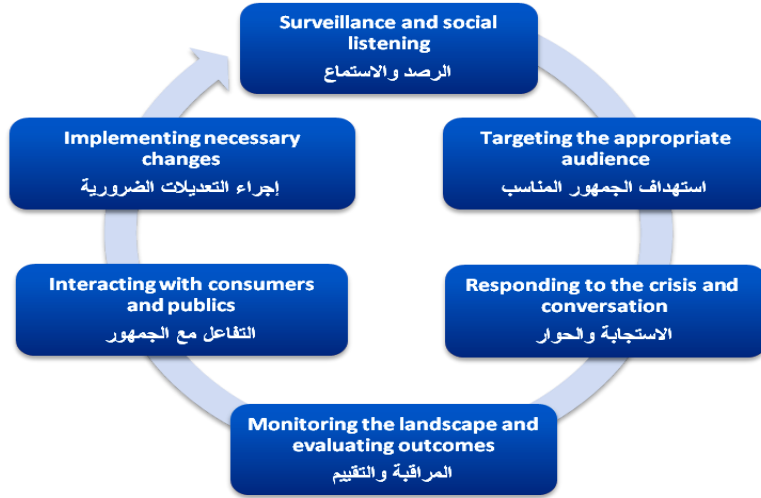 Surveillance and social
listening
الرصد والاستماع
Targeting the appropriate
audience
استهداف الجمهور المناسب
Responding to the crisis and
conversation
الاستجابة والحوار
Monitoring the landscape and
evaluating outcomes
المراقبة والتقييم
Interacting with consumers
and publics
التفاعل مع الجمهور
Implementing necessary
changes
إجراء التعديلات الضرورية